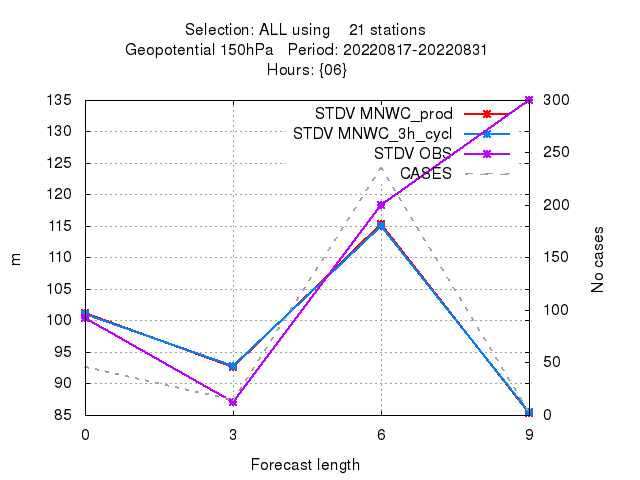 Selection: ALL using    21 stations
Geopotential 150hPa   Period: 20220817-20220831
Hours: {06}
135
130
125
120
115
110
105
100
95
90
85
m
STDV MNWC_prod
STDV MNWC_3h_cycl
STDV OBS
CASES
300
250
200
150
100
50
0
No cases
0 3 6 9
Forecast length